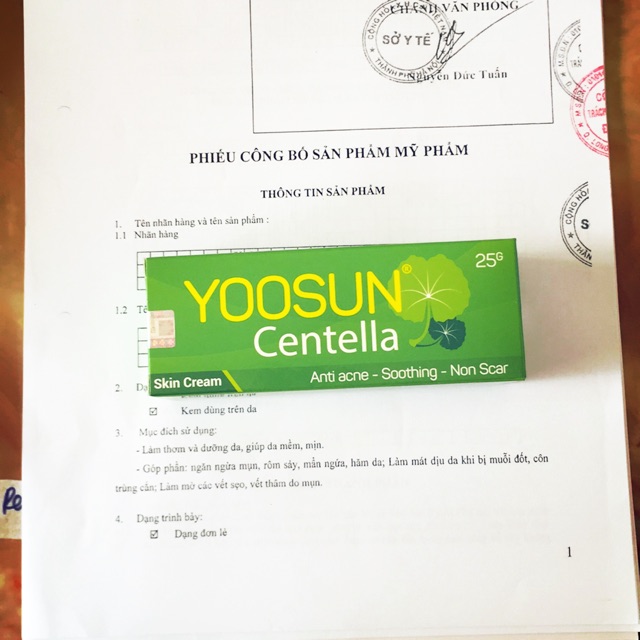 CHÁNH VĂN PHÒNG
SỞ Y TẾ
Nguyễn Đức Tuấn
PHIẾU CÔNG BỐ SẢN PHẨM MỸ PHẨM
THÔNG TIN SẢN PHẨM
1. Tên nhãn hàng và tên sản phẩm :
1.1 Nhãn hàng
YOOSUN®
25G
Centella
Skin Cream
Anti acne - Soothing - Non Scar
1.2
2.
☑ Kem dùng trên da
3. Mục đích sử dụng:
- Làm thơm và dưỡng da, giúp da mềm, mịn.
- Góp phần: ngăn ngừa mụn, rôm sảy, mẩn ngứa, hăm da; Làm mát dịu da khi bị muỗi đốt, côn
trùng cắn; Làm mờ các vết sẹo, vết thâm do mụn.
4. Dạng trình bày:
☑ Dạng đơn lẻ
1